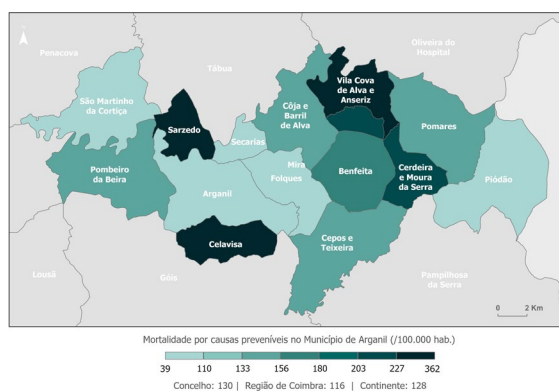 Penacova
Tábua
Oliveira do
Hospital
São Martinho
da Cortiça
Sarzedo
Secarias
Côja e
Barril
de Alva
Vila Cova
de Alva e
Anseriz
Pomares
Pombeiro
da Beira
Arganil
Mira
Folques
Benfeita
Cerdeira
e Moura
da Serra
Piódão
Celavisa
Cepos e
Teixeira
Lousã
Góis
Pampilhosa
da Serra
0 2 Km
Mortalidade por causas preveníveis no Município de Arganil (/100.000 hab.)
39 110 133 156 180 203 227 362
Concelho: 130 | Região de Coimbra: 116 | Continente: 128